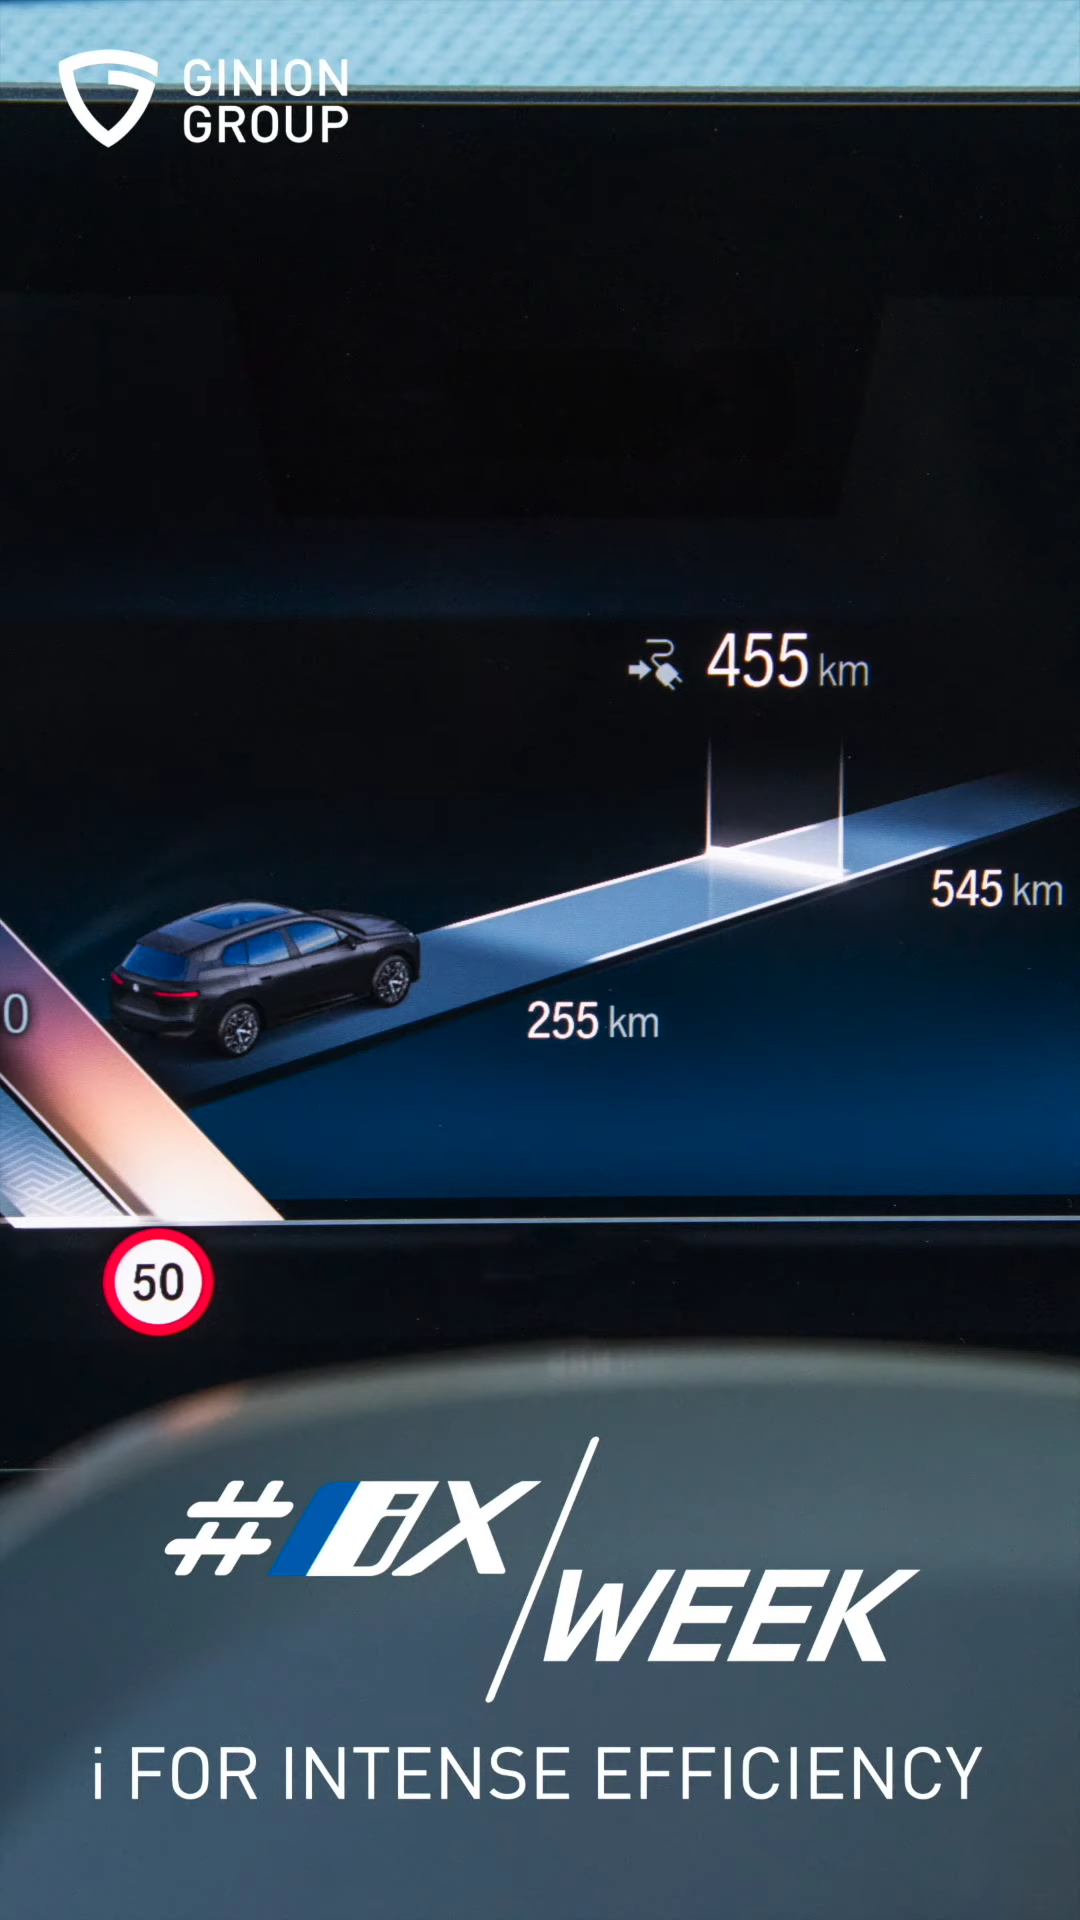 GINION
GROUP
455 km
545 km
255 km
0
50
#iX
WEEK
i FOR INTENSE EFFICIENCY